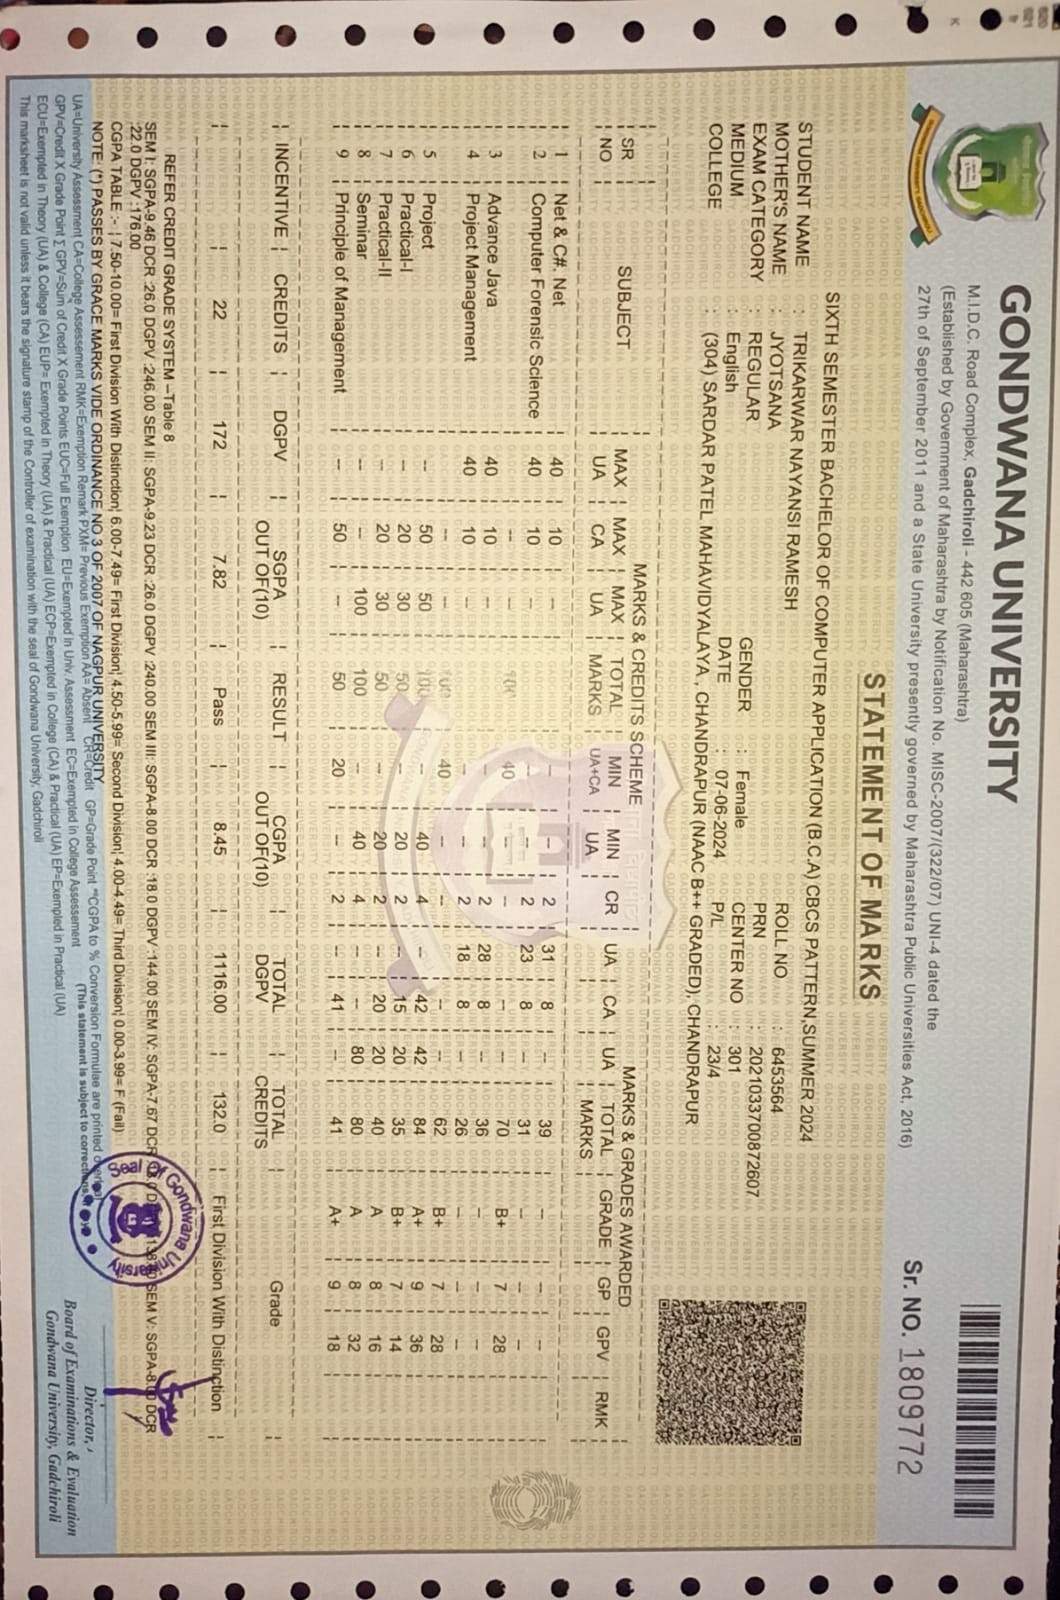 GONDWANA UNIVERSITY
M.I.D.C. Road Complex, Gadchiroli - 442 605 (Maharashtra)
(Established by Government of Maharashtra by Notification No. MISC-2007/(322/07) UNI-4 dated the
27th of September 2011 and a State University presently governed by Maharashtra Public Universities Act, 2016)
Sr. NO. 1809772
STATEMENT OF MARKS
SIXTH SEMESTER BACHELOR OF COMPUTER APPLICATION (B.C.A) CBCS PATTERN,SUMMER 2024
STUDENT NAME : TRIKARWAR NAYANSI RAMESH ROLL NO : 6453564
MOTHER'S NAME : JYOTSANA PRN : 2021033700872607
EXAM CATEGORY : REGULAR GENDER : Female CENTER NO : 301
MEDIUM : English DATE : 07-06-2024 P/L : 23/4
COLLEGE : (304) SARDAR PATEL MAHAVIDYALAYA , CHANDRAPUR (NAAC B++ GRADED), CHANDRAPUR
MARKS & CREDITS SCHEME MARKS & GRADES AWARDED
SR NO SUBJECT MAX UA MAX CA MAX UA TOTAL MARKS MIN UA+CA MIN UA CR UA CA UA TOTAL MARKS GRADE GP GPV RMK
1 Net & C#. Net 40 10 -- -- -- 2 31 8 -- 39 -- -- --
2 Computer Forensic Science 40 10 -- -- -- 2 23 8 -- 31 -- -- --
-- -- 100 40 -- -- -- -- -- 70 B+ 7 28
3 Advance Java 40 10 -- -- -- 2 28 8 -- 36 -- -- --
4 Project Management 40 10 -- -- -- 2 18 8 -- 26 -- -- --
-- -- 100 40 -- -- -- -- -- 62 B+ 7 28
5 Project -- 50 50 100 -- 40 4 -- 42 42 84 A+ 9 36
6 Practical-I -- 20 30 50 -- 20 2 -- 15 20 35 B+ 7 14
7 Practical-II -- 20 30 50 -- 20 2 -- 20 20 40 A 8 16
8 Seminar -- -- 100 100 -- 40 4 -- -- 80 80 A 8 32
9 Principle of Management -- 50 -- 50 20 -- 2 -- 41 -- 41 A+ 9 18
INCENTIVE CREDITS DGPV SGPA OUT OF(10) RESULT CGPA OUT OF(10) TOTAL DGPV TOTAL CREDITS Grade
22 172 7.82 Pass 8.45 1116.00 132.0 First Division With Distinction
REFER CREDIT GRADE SYSTEM –Table 8
SEM I: SGPA-9.46 DCR :26.0 DGPV :246.00 SEM II: SGPA-9.23 DCR :26.0 DGPV :240.00 SEM III: SGPA-8.00 DCR :18.0 DGPV :144.00 SEM IV: SGPA-7.67 DCR SEM V: SGPA-8.00 DCR
:22.0 DGPV :176.00
CGPA TABLE :- | 7.50-10.00= First Division With Distinction| 6.00-7.49= First Division| 4.50-5.99= Second Division| 4.00-4.49= Third Division| 0.00-3.99= F (Fail)
NOTE: (*) PASSES BY GRACE MARKS VIDE ORDINANCE NO 3 OF 2007 OF NAGPUR UNIVERSITY
UA=University Assessment CA=College Assessement RMK=Exemption Remark P.XM= Previous Exemption AA= Absent CR=Credit GP=Grade Point **CGPA to % Conversion Formulae are printed
GPV=Credit X Grade Point Σ GPV=Sum of Credit X Grade Points EUC=Full Exemption EU=Exempted in Univ. Assessment EC=Exempted in College Assessement (This statement is subject to
ECU=Exempted in Theory (UA) & College (CA) EUP= Exempted in Theory (UA) & Practical (UA) ECP=Exempted in College (CA) & Practical (UA) EP=Exempted in Practical (UA)
This marksheet is not valid unless it bears the signature stamp of the Controller of examination with the seal of Gondwana University, Gadchiroli
Seal Of Gondwana University
Director,
Board of Examinations & Evaluation
Gondwana University, Gadchiroli